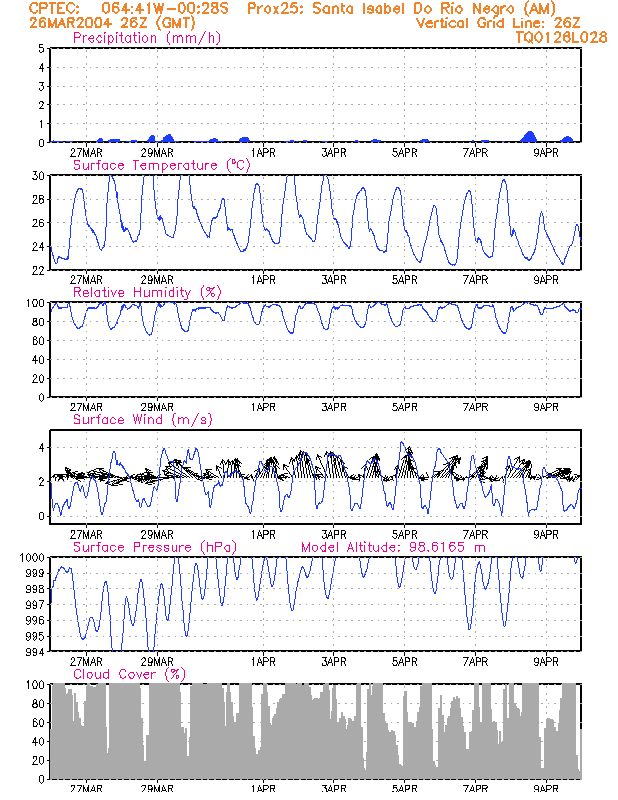 CPTEC: 064:41W-00:28S Prox25: Santa Isabel Do Rio Negro (AM)
26MAR2004 26Z (GMT) Vertical Grid Line: 26Z
Precipitation (mm/h) TQ0126L028
5
4
3
2
1
0
27MAR 29MAR 1APR 3APR 5APR 7APR 9APR
Surface Temperature (°C)
30
28
26
24
22
27MAR 29MAR 1APR 3APR 5APR 7APR 9APR
Relative Humidity (%)
100
80
60
40
20
0
27MAR 29MAR 1APR 3APR 5APR 7APR 9APR
Surface Wind (m/s)
4
2
0
27MAR 29MAR 1APR 3APR 5APR 7APR 9APR
Surface Pressure (hPa) Model Altitude: 98.6165 m
1000
999
998
997
996
995
994
27MAR 29MAR 1APR 3APR 5APR 7APR 9APR
Cloud Cover (%)
100
80
60
40
20
0
27MAR 29MAR 1APR 3APR 5APR 7APR 9APR